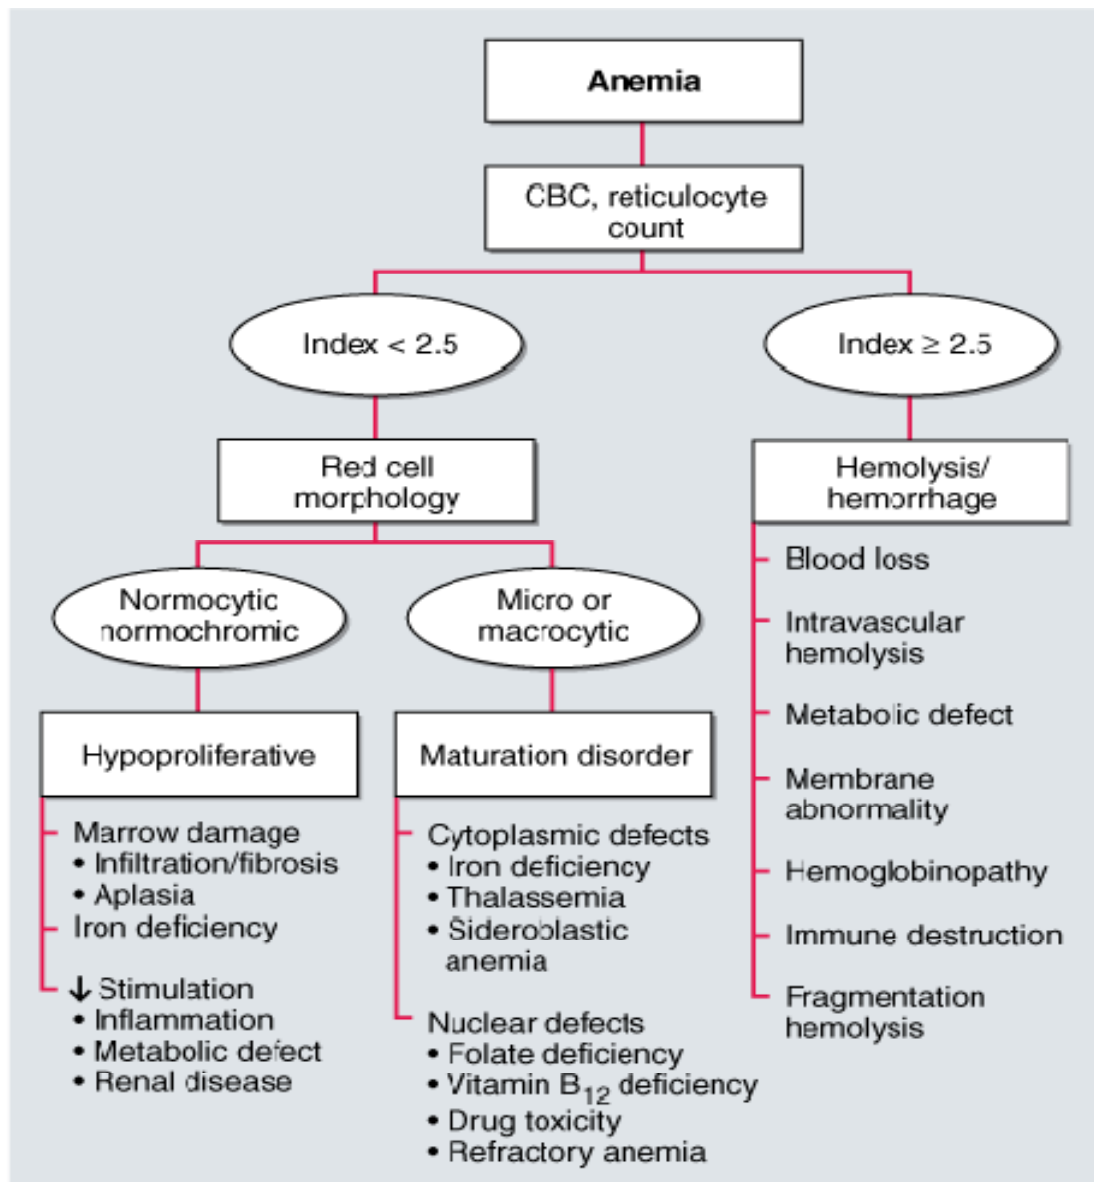 Anemia
CBC, reticulocyte
count
Index < 2.5
Index ≥ 2.5
Red cell
morphology
Hemolysis/
hemorrhage
Blood loss
Intravascular
hemolysis
Metabolic defect
Membrane
abnormality
Hemoglobinopathy
Immune destruction
Fragmentation
hemolysis
Normocytic
normochromic
Micro or
macrocytic
Hypoproliferative
Marrow damage
• Infiltration/fibrosis
• Aplasia
Iron deficiency
↓ Stimulation
• Inflammation
• Metabolic defect
• Renal disease
Maturation disorder
Cytoplasmic defects
• Iron deficiency
• Thalassemia
• Sideroblastic
anemia
Nuclear defects
• Folate deficiency
• Vitamin B12 deficiency
• Drug toxicity
• Refractory anemia